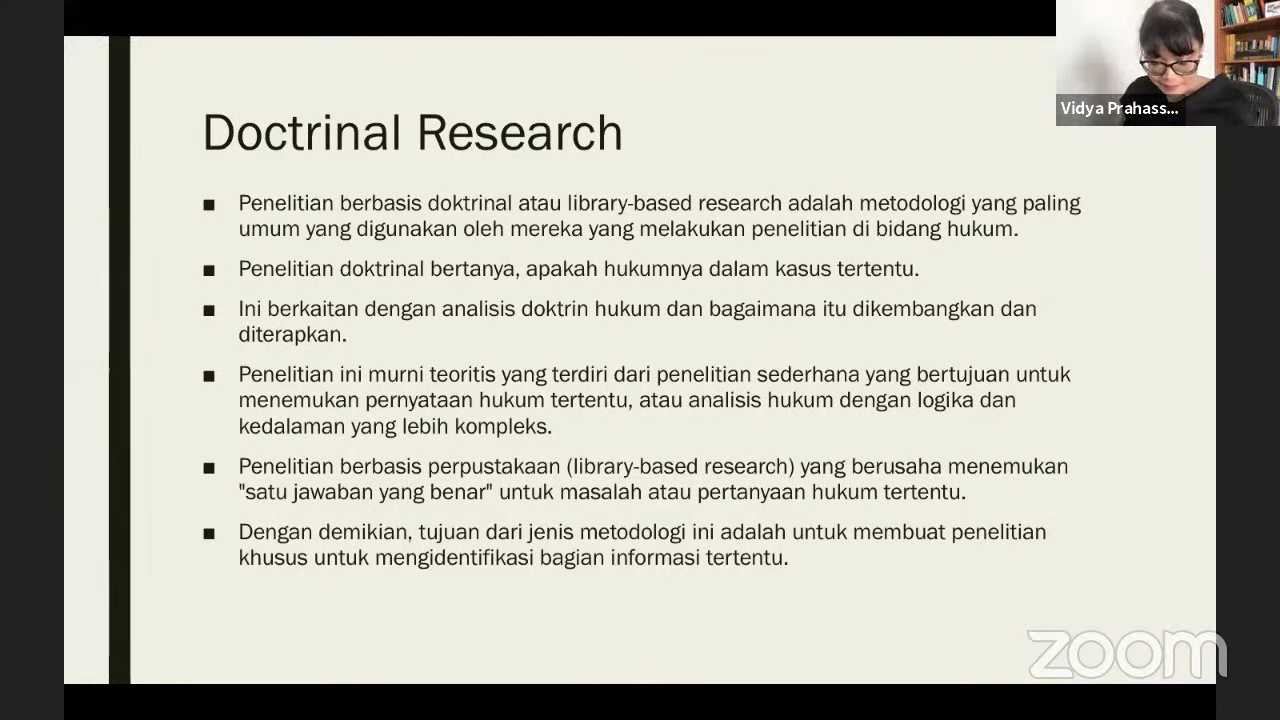 Vidya Prahass...
Doctrinal Research
▪ Penelitian berbasis doktrinal atau library-based research adalah metodologi yang paling
umum yang digunakan oleh mereka yang melakukan penelitian di bidang hukum.
▪ Penelitian doktrinal bertanya, apakah hukumnya dalam kasus tertentu.
▪ Ini berkaitan dengan analisis doktrin hukum dan bagaimana itu dikembangkan dan
diterapkan.
▪ Penelitian ini murni teoritis yang terdiri dari penelitian sederhana yang bertujuan untuk
menemukan pernyataan hukum tertentu, atau analisis hukum dengan logika dan
kedalaman yang lebih kompleks.
▪ Penelitian berbasis perpustakaan (library-based research) yang berusaha menemukan
"satu jawaban yang benar" untuk masalah atau pertanyaan hukum tertentu.
▪ Dengan demikian, tujuan dari jenis metodologi ini adalah untuk membuat penelitian
khusus untuk mengidentifikasi bagian informasi tertentu.
zoom